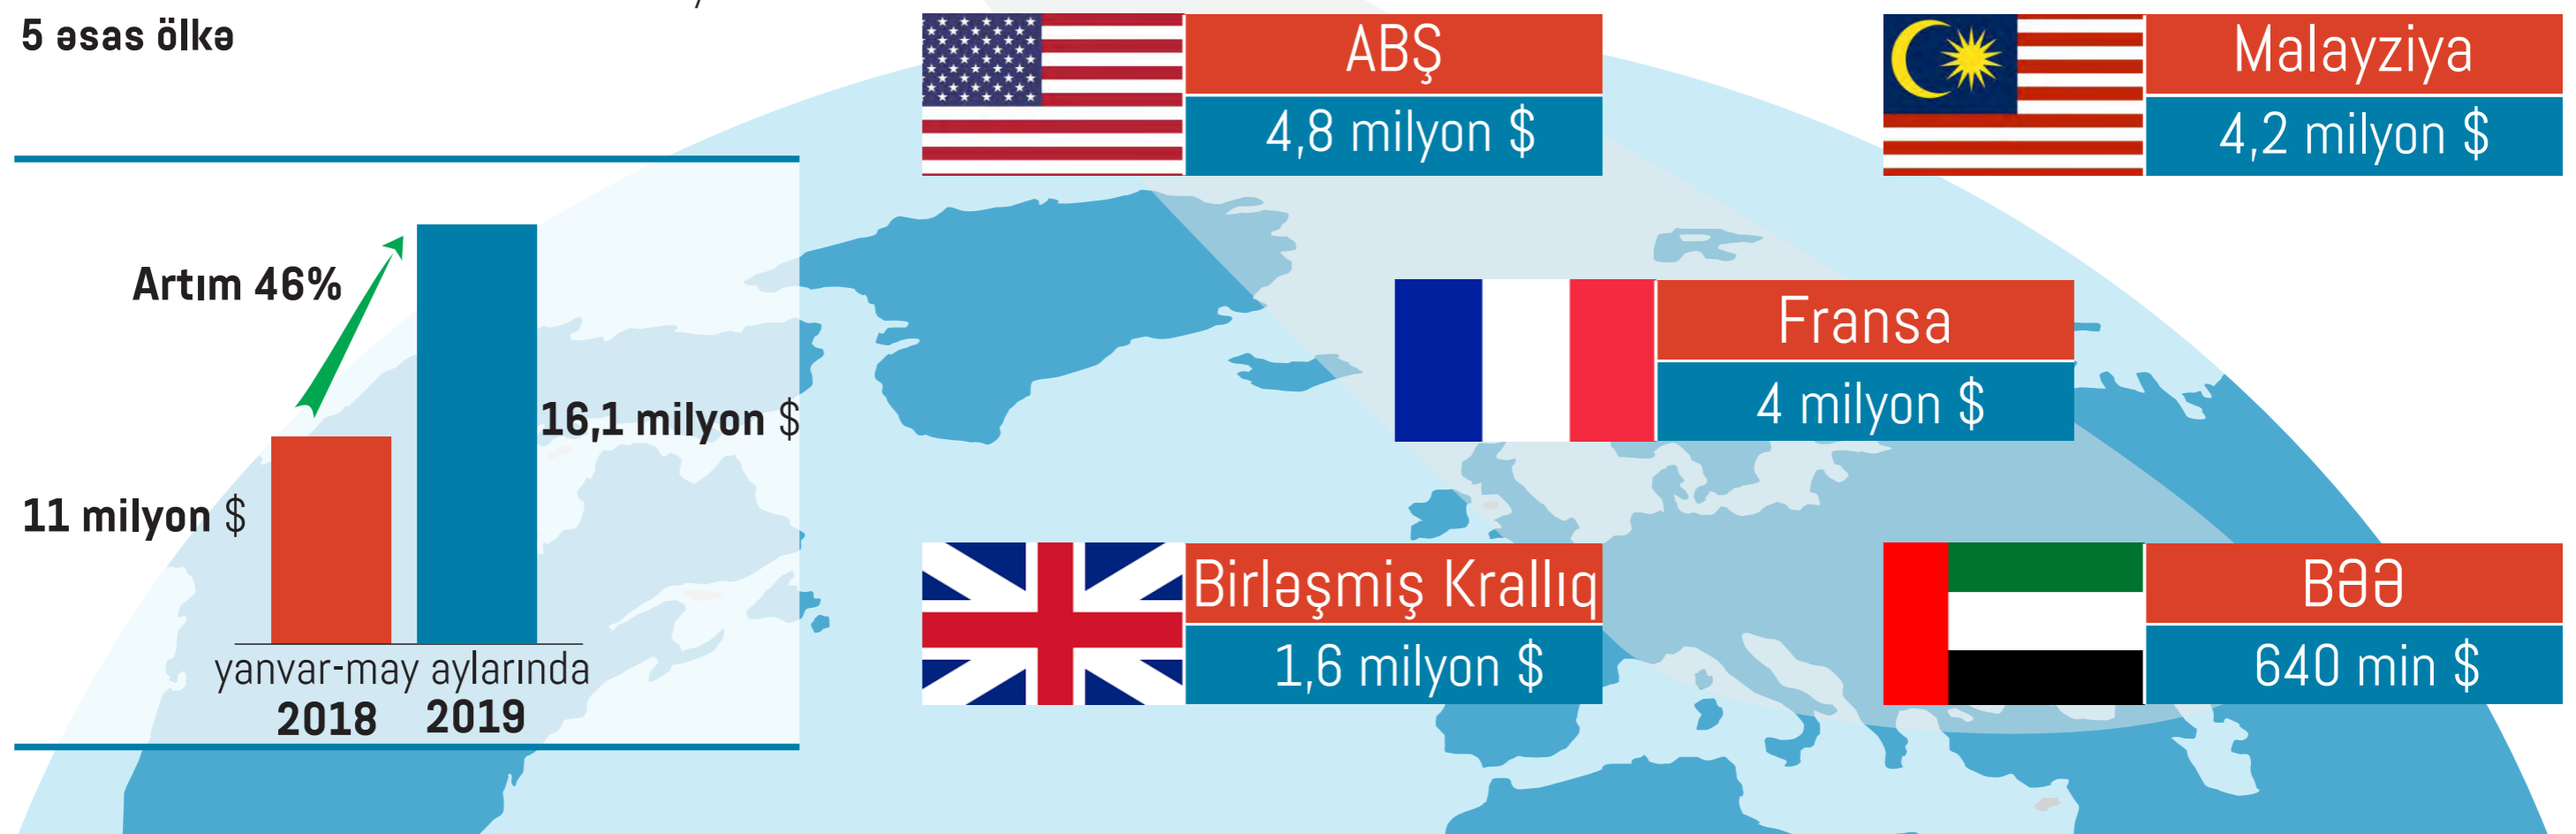 5 əsas ölkə
Artım 46%
16,1 milyon $
11 milyon $
yanvar-may aylarında
2018 2019
ABŞ
4,8 milyon $
Malayziya
4,2 milyon $
Fransa
4 milyon $
Birləşmiş Krallıq
1,6 milyon $
BƏƏ
640 min $